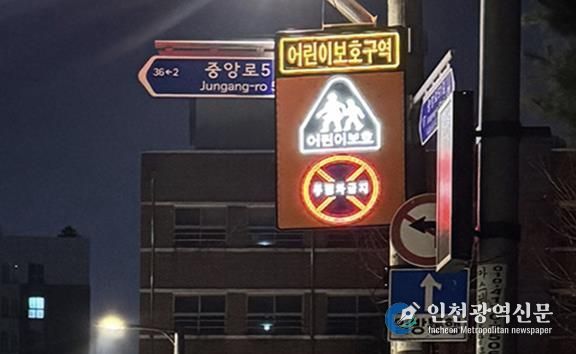 어린이보호구역
36←2 중앙로5
Jungang-ro 5
어린이보호
주정차금지
인천광역신문
Incheon Metropolitan newspaper